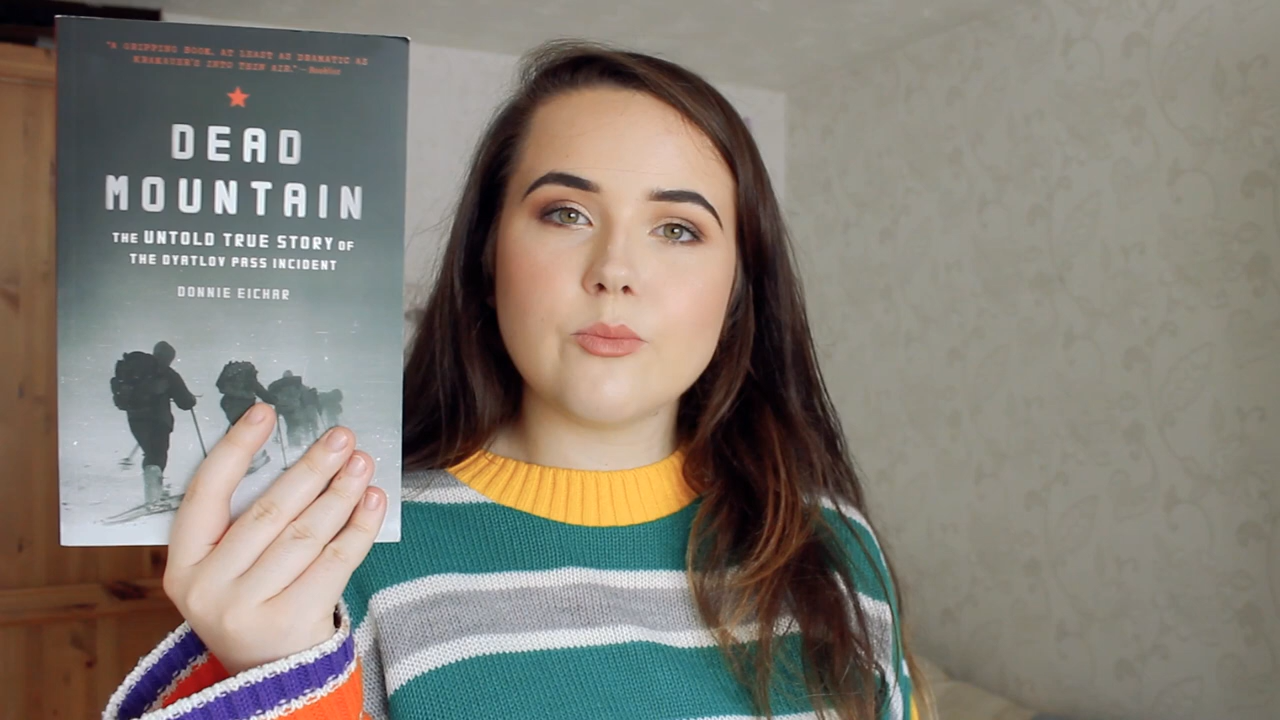 "A GRIPPING BOOK, AT LEAST AS DRAMATIC AS
KRAKAUER'S INTO THIN AIR."—Booklist
DEAD
MOUNTAIN
THE UNTOLD TRUE STORY OF
THE DYATLOV PASS INCIDENT
DONNIE EICHAR